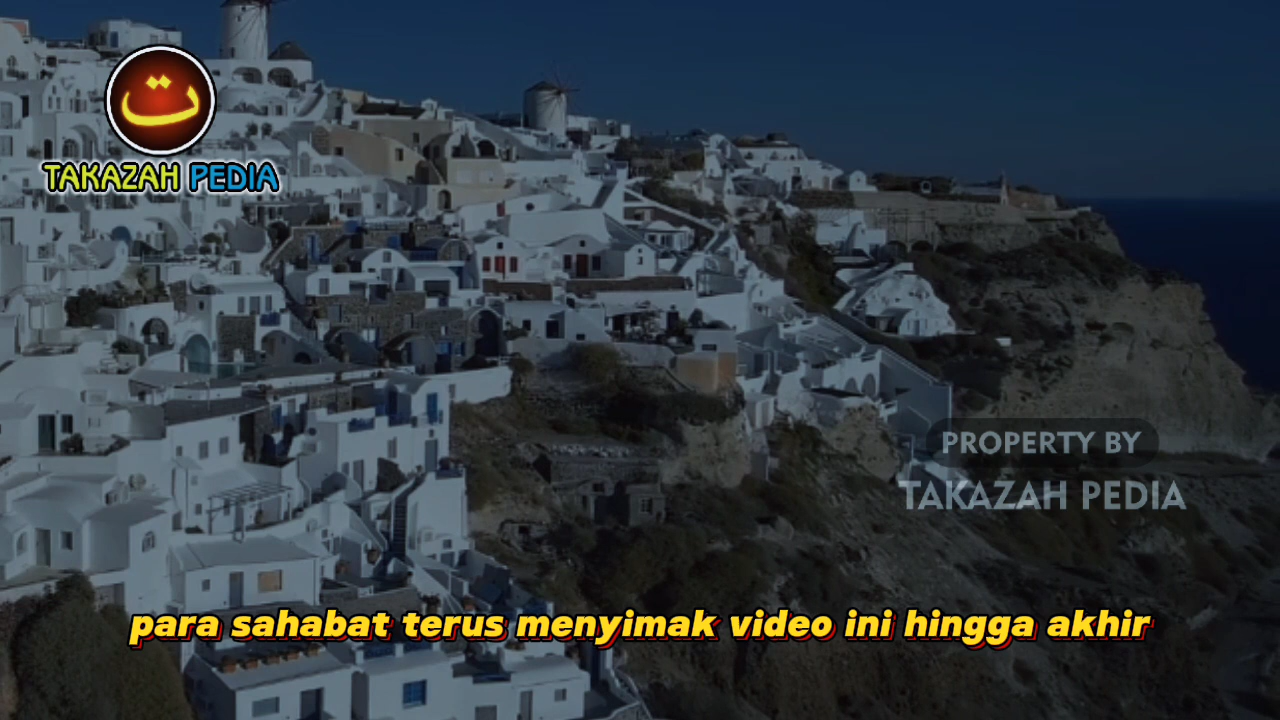 ت
TAKAZAH PEDIA
PROPERTY BY
TAKAZAH PEDIA
para sahabat terus menyimak video ini hingga akhir